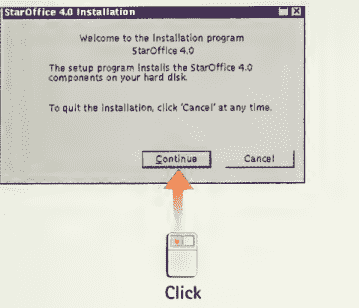 StarOffice 4.0 Installation
Welcome to the installation program
StarOffice 4.0
The setup program installs the StarOffice 4.0
components on your hard disk.
To quit the installation, click 'Cancel' at any time.
Continue
Cancel
Click